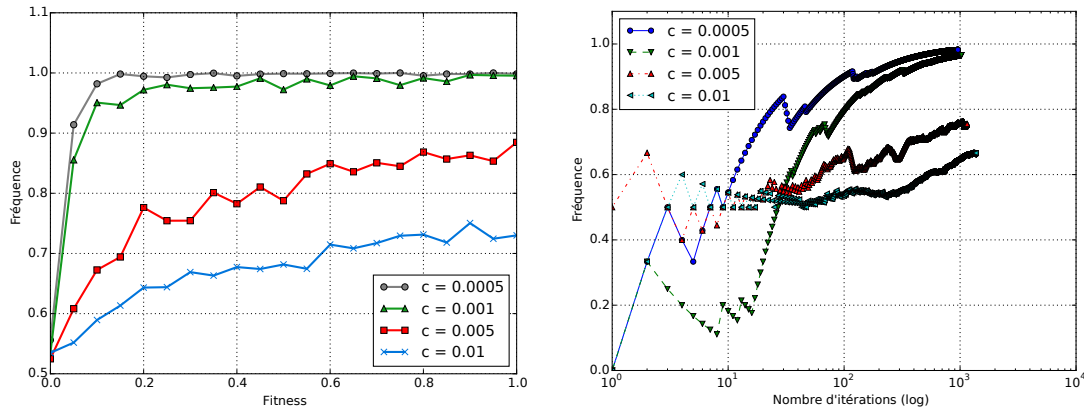 1.1
1.0
0.9
0.8
0.7
0.6
0.5
Fréquence
0.0 0.2 0.4 0.6 0.8 1.0
Fitness
c = 0.0005
c = 0.001
c = 0.005
c = 0.01
1.0
0.8
0.6
0.4
0.2
0.0
Fréquence
10⁰ 10¹ 10² 10³ 10⁴
Nombre d'itérations (log)
c = 0.0005
c = 0.001
c = 0.005
c = 0.01